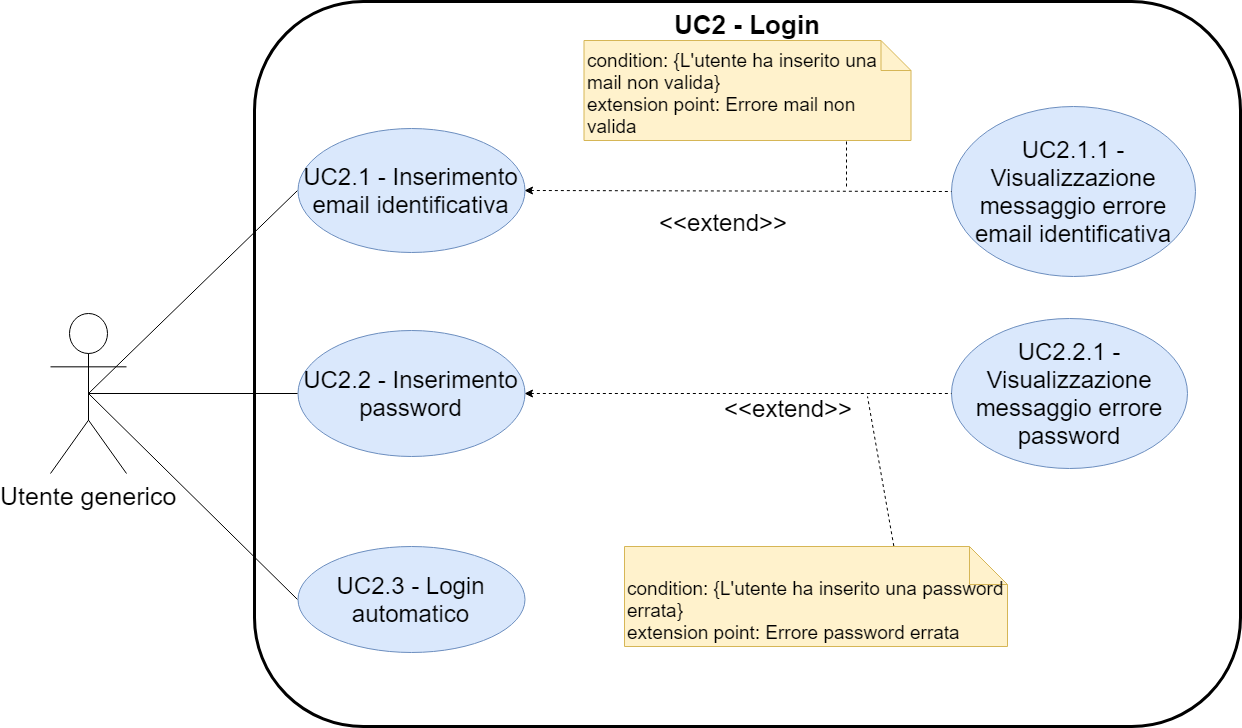 UC2 - Login
condition: {L'utente ha inserito una
mail non valida}
extension point: Errore mail non
valida
UC2.1 - Inserimento
email identificativa
<<extend>>
UC2.1.1 -
Visualizzazione
messaggio errore
email identificativa
UC2.2 - Inserimento
password
<<extend>>
UC2.2.1 -
Visualizzazione
messaggio errore
password
Utente generico
UC2.3 - Login
automatico
condition: {L'utente ha inserito una password
errata}
extension point: Errore password errata